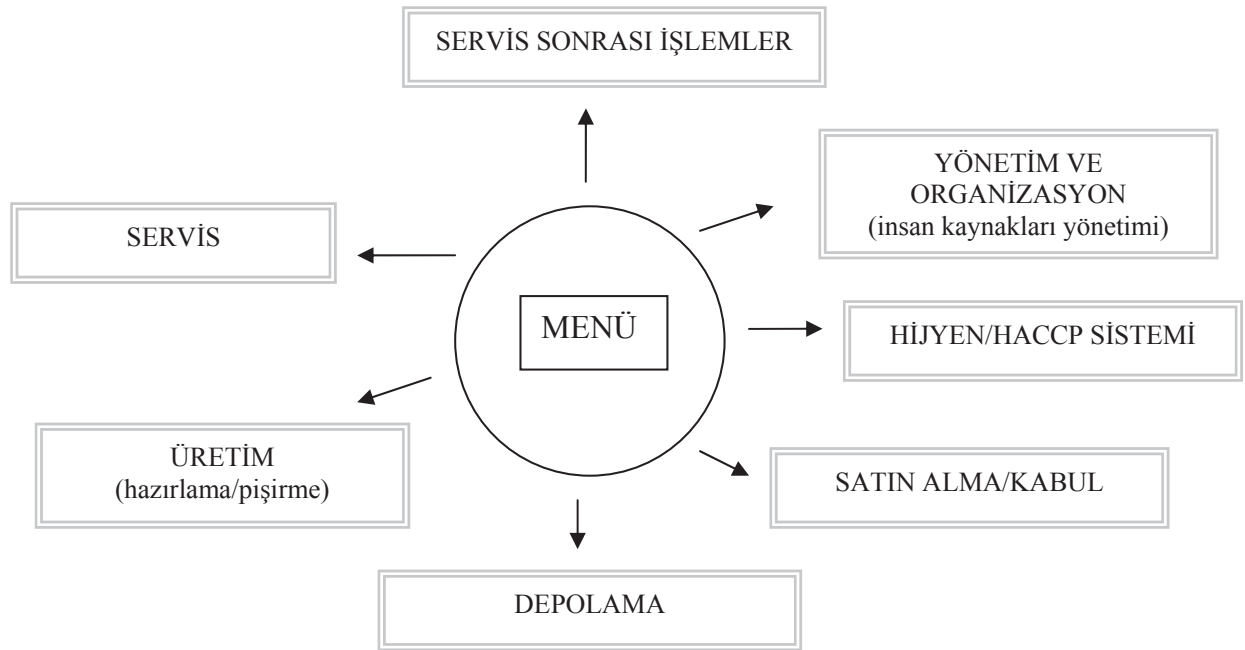 SERVİS SONRASI İŞLEMLER
YÖNETİM VE
ORGANİZASYON
(insan kaynakları yönetimi)
SERVİS
MENÜ
HİJYEN/HACCP SİSTEMİ
ÜRETİM
(hazırlama/pişirme)
SATIN ALMA/KABUL
DEPOLAMA